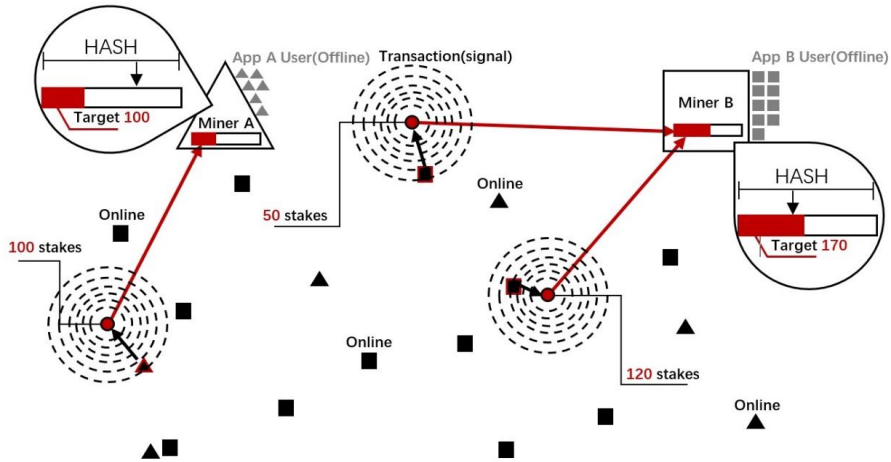 HASH
Target 100
App A User(Offline)
Miner A
Transaction(signal)
App B User(Offline)
Miner B
HASH
Target 170
Online
50 stakes
Online
100 stakes
Online
120 stakes
Online